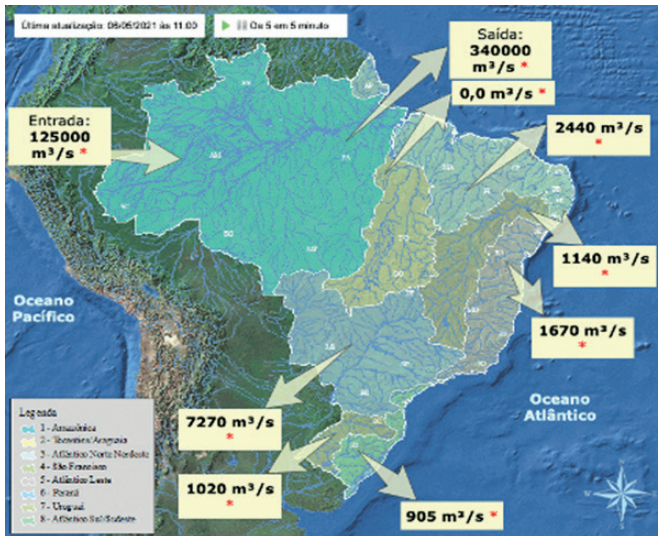 Última atualização: 06/05/2021 às 11:00
De 5 em 5 minuto
Saída:
340000
m³/s *
0,0 m³/s *
Entrada:
125000
m³/s *
2440 m³/s
*
1140 m³/s
*
1670 m³/s
*
Oceano
Pacífico
Oceano
Atlântico
7270 m³/s
*
1020 m³/s
*
905 m³/s *
Legenda
1 - Amazônica
2 - Tocantins/Araguaia
3 - Atlântico Norte Nordeste
4 - São Francisco
5 - Atlântico Leste
6 - Paraná
7 - Uruguai
8 - Atlântico Sul/Sudeste